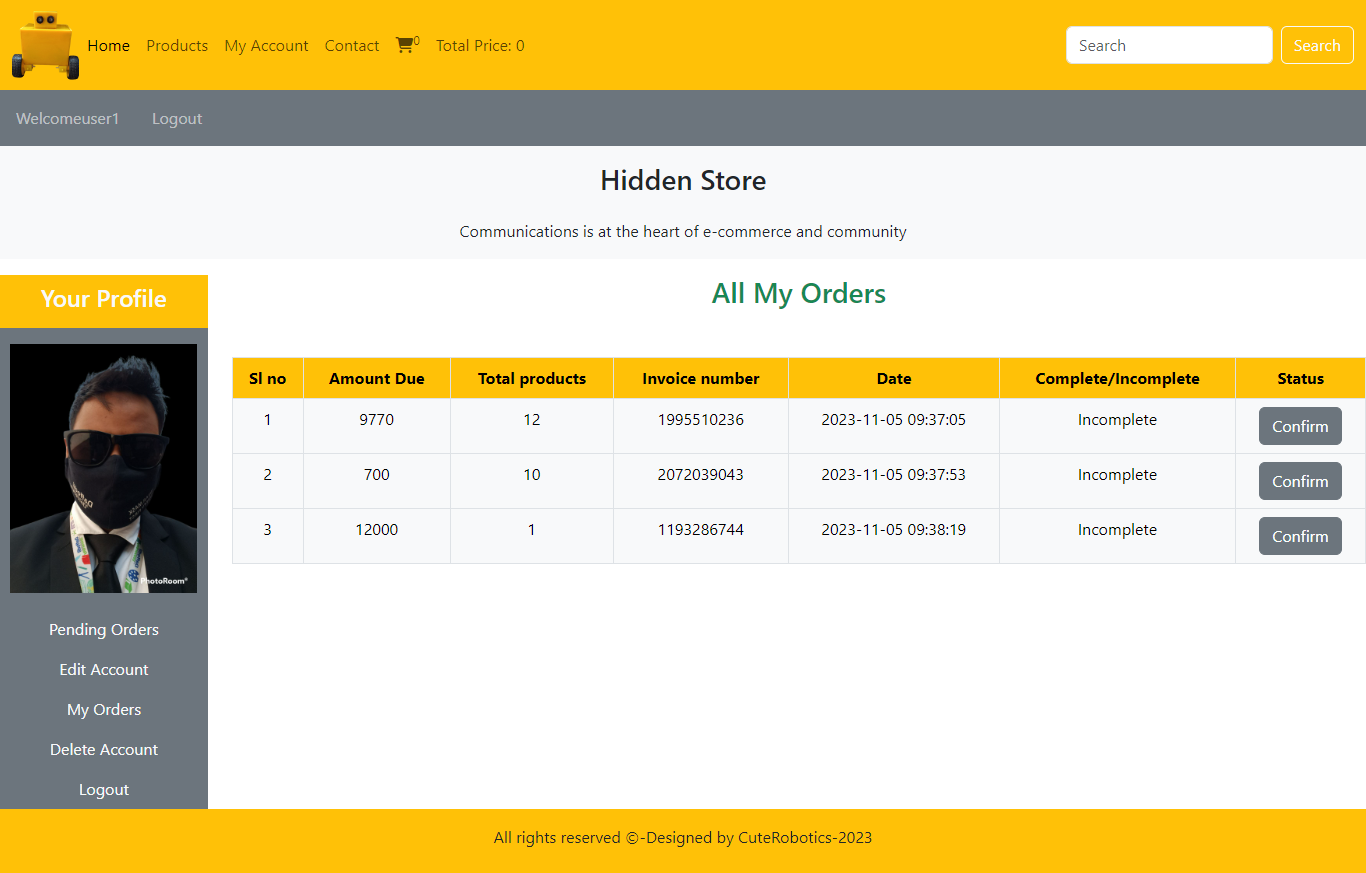 Home Products My Account Contact 0 Total Price: 0 Search Search
Welcomeuser1 Logout
Hidden Store
Communications is at the heart of e-commerce and community
Your Profile
All My Orders
Sl no Amount Due Total products Invoice number Date Complete/Incomplete Status
1 9770 12 1995510236 2023-11-05 09:37:05 Incomplete Confirm
2 700 10 2072039043 2023-11-05 09:37:53 Incomplete Confirm
3 12000 1 1193286744 2023-11-05 09:38:19 Incomplete Confirm
PhotoRoom®
Pending Orders
Edit Account
My Orders
Delete Account
Logout
All rights reserved ©-Designed by CuteRobotics-2023